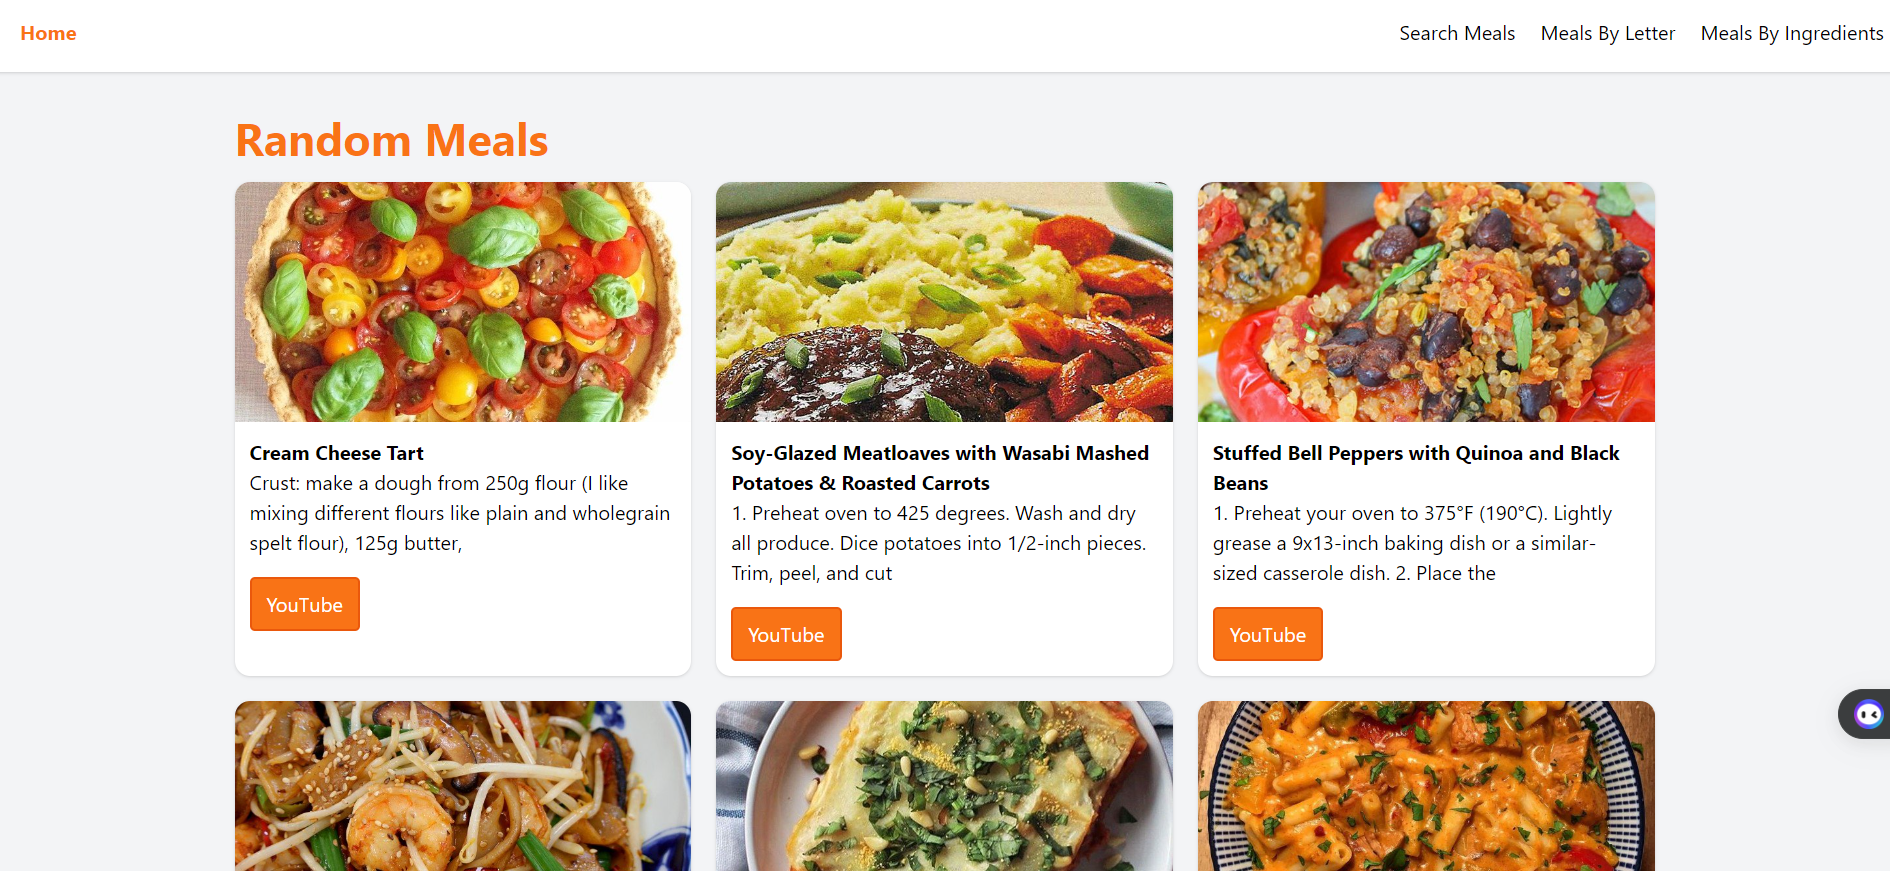 Home
Search Meals
Meals By Letter
Meals By Ingredients
Random Meals
Cream Cheese Tart
Crust: make a dough from 250g flour (I like
mixing different flours like plain and wholegrain
spelt flour), 125g butter,
YouTube
Soy-Glazed Meatloaves with Wasabi Mashed
Potatoes & Roasted Carrots
1. Preheat oven to 425 degrees. Wash and dry
all produce. Dice potatoes into 1/2-inch pieces.
Trim, peel, and cut
YouTube
Stuffed Bell Peppers with Quinoa and Black
Beans
1. Preheat your oven to 375°F (190°C). Lightly
grease a 9x13-inch baking dish or a similar-
sized casserole dish. 2. Place the
YouTube